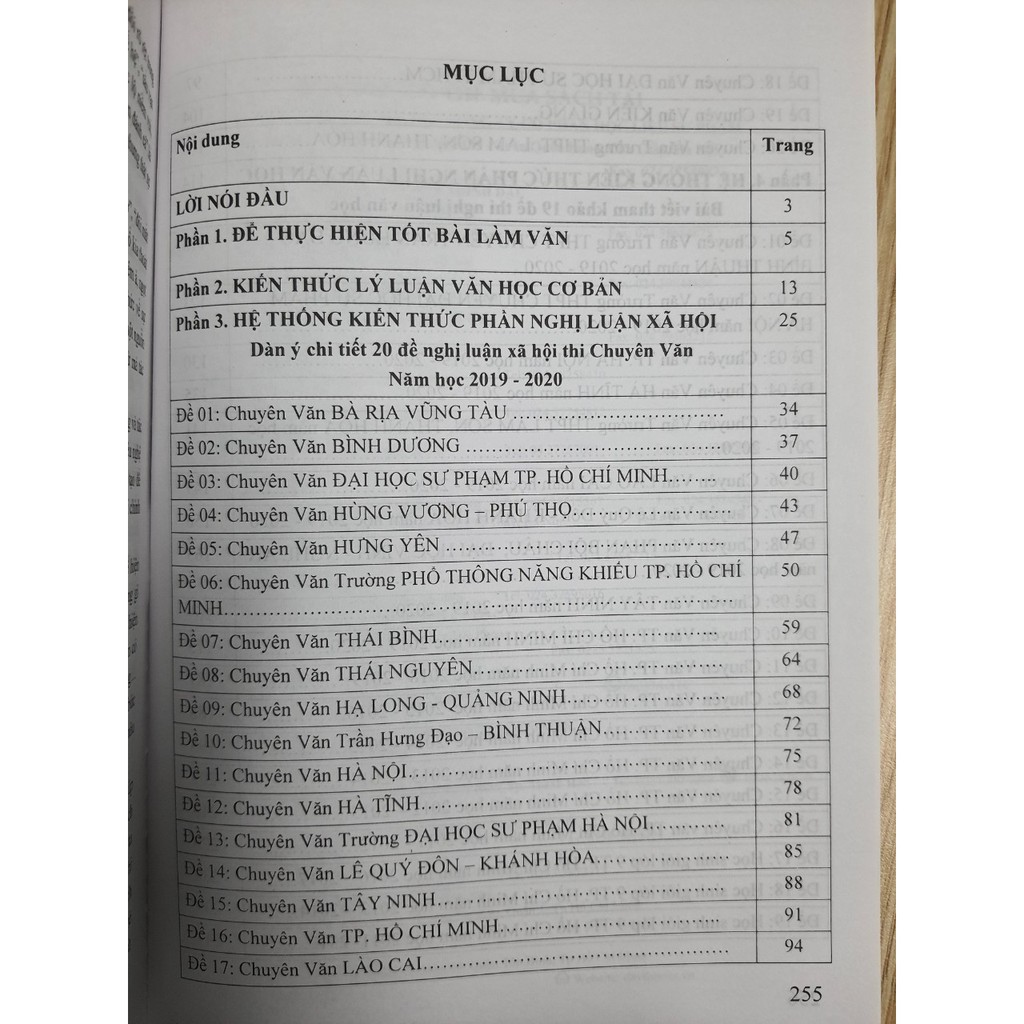 MỤC LỤC
Nội dung Trang
LỜI NÓI ĐẦU 3
Phần 1. ĐỂ THỰC HIỆN TỐT BÀI LÀM VĂN 5
Phần 2. KIẾN THỨC LÝ LUẬN VĂN HỌC CƠ BẢN 13
Phần 3. HỆ THỐNG KIẾN THỨC PHẦN NGHỊ LUẬN XÃ HỘI 25
Dàn ý chi tiết 20 đề nghị luận xã hội thi Chuyên Văn
Năm học 2019 - 2020
Đề 01: Chuyên Văn BÀ RỊA VŨNG TÀU ........................ 34
Đề 02: Chuyên Văn BÌNH DƯƠNG ........................ 37
Đề 03: Chuyên Văn ĐẠI HỌC SƯ PHẠM TP. HỒ CHÍ MINH........ 40
Đề 04: Chuyên Văn HÙNG VƯƠNG – PHÚ THỌ........................ 43
Đề 05: Chuyên Văn HƯNG YÊN ........................ 47
Đề 06: Chuyên Văn Trường PHỔ THÔNG NĂNG KHIẾU TP. HỒ CHÍ 50
MINH........................
Đề 07: Chuyên Văn THÁI BÌNH........................ 59
Đề 08: Chuyên Văn THÁI NGUYÊN........................ 64
Đề 09: Chuyên Văn HẠ LONG - QUẢNG NINH........................ 68
Đề 10: Chuyên Văn Trần Hưng Đạo – BÌNH THUẬN........................ 72
Đề 11: Chuyên Văn HÀ NỘI........................ 75
Đề 12: Chuyên Văn HÀ TĨNH........................ 78
Đề 13: Chuyên Văn Trường ĐẠI HỌC SƯ PHẠM HÀ NỘI............ 81
Đề 14: Chuyên Văn LÊ QUÝ ĐÔN – KHÁNH HÒA........................ 85
Đề 15: Chuyên Văn TÂY NINH ........................ 88
Đề 16: Chuyên Văn TP. HỒ CHÍ MINH........................ 91
Đề 17: Chuyên Văn LÀO CAI........................ 94
255